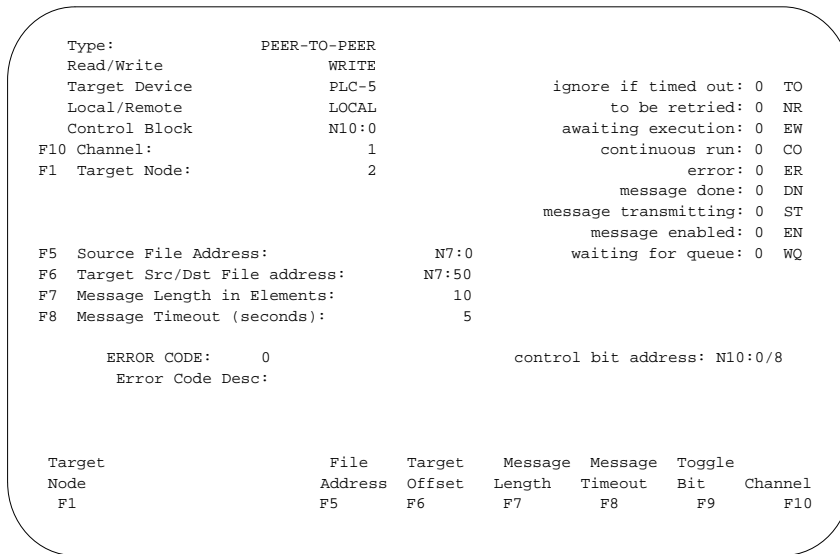 Type: PEER-TO-PEER
Read/Write WRITE
Target Device PLC-5 ignore if timed out: 0 TO
Local/Remote LOCAL to be retried: 0 NR
Control Block N10:0 awaiting execution: 0 EW
F10 Channel: 1 continuous run: 0 CO
F1 Target Node: 2 error: 0 ER
message done: 0 DN
message transmitting: 0 ST
message enabled: 0 EN
F5 Source File Address: N7:0 waiting for queue: 0 WQ
F6 Target Src/Dst File address: N7:50
F7 Message Length in Elements: 10
F8 Message Timeout (seconds): 5
ERROR CODE: 0 control bit address: N10:0/8
Error Code Desc:
Target File Target Message Message Toggle
Node Address Offset Length Timeout Bit Channel
F1 F5 F6 F7 F8 F9 F10